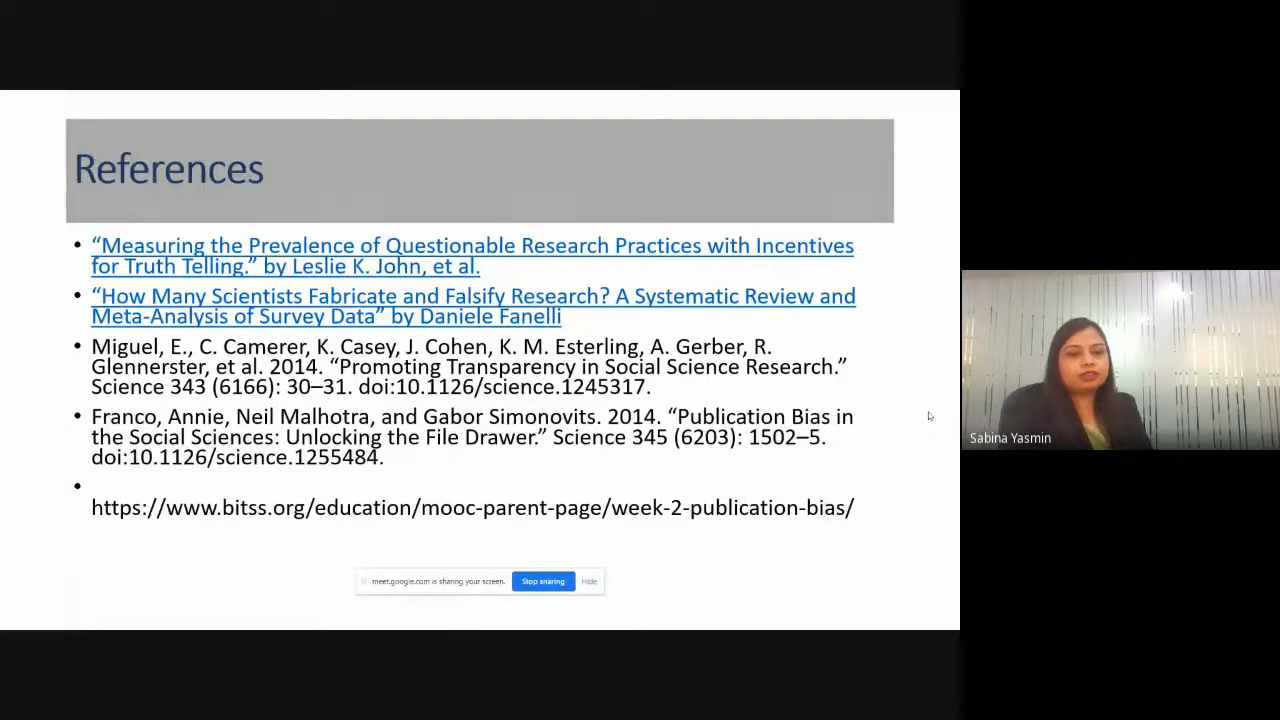 References
• “Measuring the Prevalence of Questionable Research Practices with Incentives
for Truth Telling.” by Leslie K. John, et al.
• “How Many Scientists Fabricate and Falsify Research? A Systematic Review and
Meta-Analysis of Survey Data” by Daniele Fanelli
• Miguel, E., C. Camerer, K. Casey, J. Cohen, K. M. Esterling, A. Gerber, R.
Glennerster, et al. 2014. “Promoting Transparency in Social Science Research.”
Science 343 (6166): 30–31. doi:10.1126/science.1245317.
• Franco, Annie, Neil Malhotra, and Gabor Simonovits. 2014. “Publication Bias in
the Social Sciences: Unlocking the File Drawer.” Science 345 (6203): 1502–5.
doi:10.1126/science.1255484.
•
https://www.bitss.org/education/mooc-parent-page/week-2-publication-bias/
meet.google.com is sharing your screen. Stop sharing Hide
Sabina Yasmin